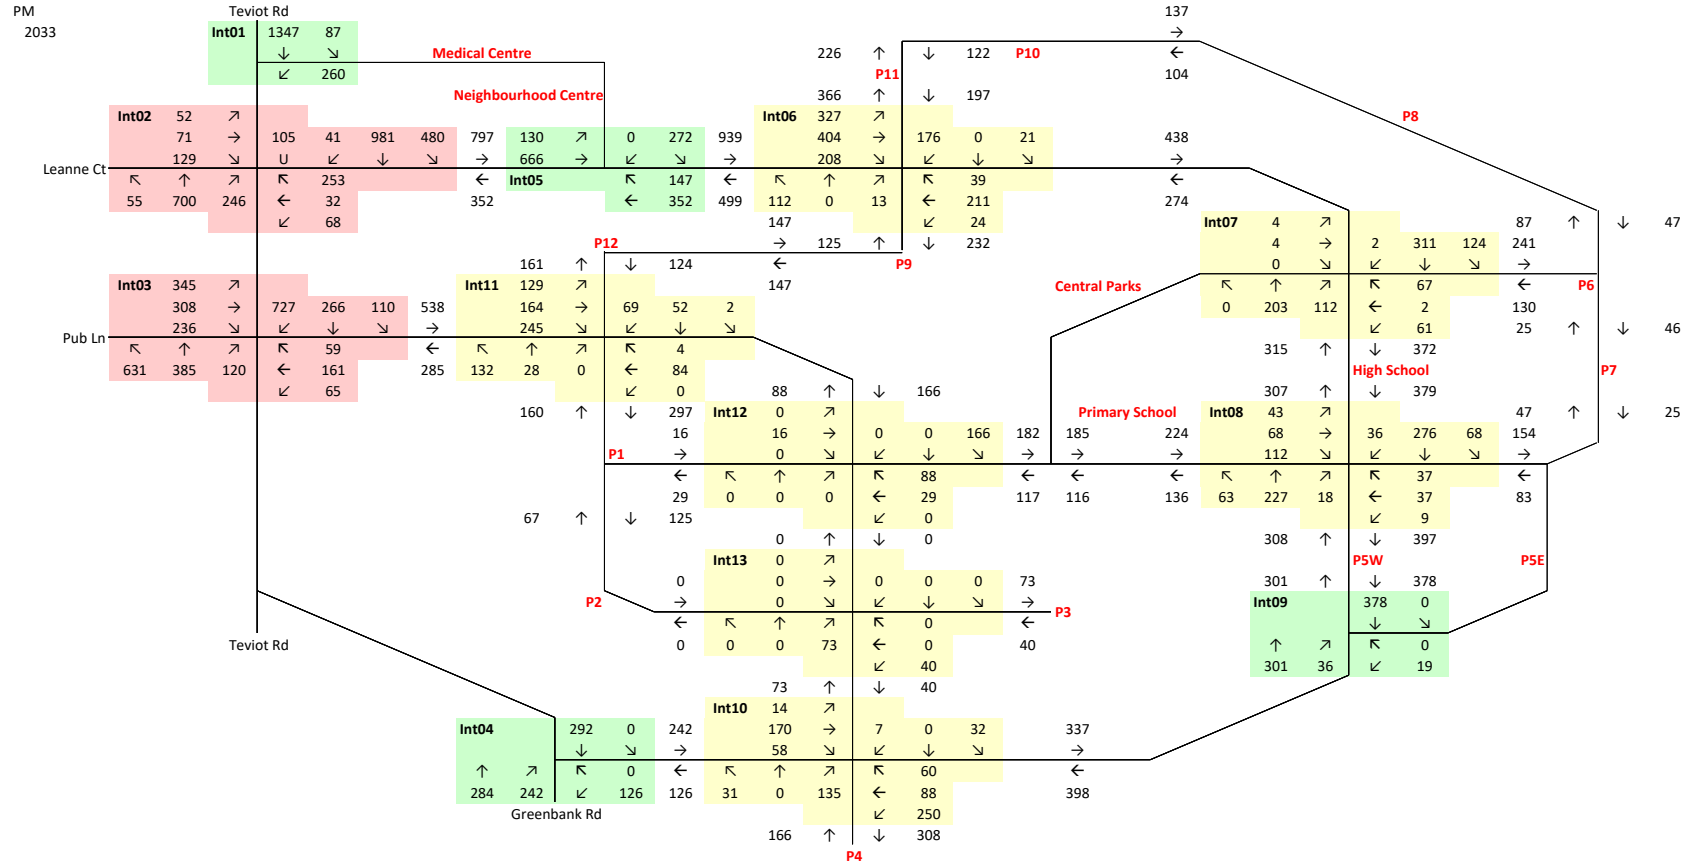 PM Teviot Rd 137
2033 Int01 1347 87 →
↓ ↘ Medical Centre 226 ↑ ↓ 122 P10 ←
↙ 260 P11 104
Neighbourhood Centre 366 ↑ ↓ 197
Int02 52 ↗ Int06 327 ↗ P8
71 → 105 41 981 480 797 130 ↗ 0 272 939 404 → 176 0 21 438
129 ↘ U ↙ ↓ ↘ → 666 → ↙ ↘ → 208 ↘ ↙ ↓ ↘ →
Leanne Ct
↖ ↑ ↗ ↖ 253 ← Int05 ↖ 147 ← ↖ ↑ ↗ ↖ 39 ←
55 700 246 ← 32 352 ← 352 499 112 0 13 ← 211 274
↙ 68 147 ↙ 24 Int07 4 ↗ 87 ↑ ↓ 47
P12 → 125 ↑ ↓ 232 4 → 2 311 124 241
161 ↑ ↓ 124 ← P9 0 ↘ ↙ ↓ ↘ →
Int03 345 ↗ Int11 129 ↗ 147 Central Parks ↖ ↑ ↗ ↖ 67 ← P6
308 → 727 266 110 538 164 → 69 52 2 0 203 112 ← 2 130
236 ↘ ↙ ↓ ↘ → 245 ↘ ↙ ↓ ↘ ↙ 61 25 ↑ ↓ 46
Pub Ln
↖ ↑ ↗ ↖ 59 ← ↖ ↑ ↗ ↖ 4 315 ↑ ↓ 372
631 385 120 ← 161 285 132 28 0 ← 84 High School P7
↙ 65 ↙ 0 88 ↑ ↓ 166 307 ↑ ↓ 379
160 ↑ ↓ 297 Int12 0 ↗ Primary School Int08 43 ↗ 47 ↑ ↓ 25
16 16 → 0 0 166 182 185 224 68 → 36 276 68 154
P1 → 0 ↘ ↙ ↓ ↘ → → → 112 ↘ ↙ ↓ ↘ →
← ↖ ↑ ↗ ↖ 88 ← ← ← ↖ ↑ ↗ ↖ 37 ←
29 0 0 0 ← 29 117 116 136 63 227 18 ← 37 83
67 ↑ ↓ 125 ↙ 0 ↙ 9
0 ↑ ↓ 0 308 ↑ ↓ 397
Int13 0 ↗ P5W P5E
0 0 → 0 0 0 73 301 ↑ ↓ 378
P2 → 0 ↘ ↙ ↓ ↘ → P3 Int09 378 0
← ↖ ↑ ↗ ↖ 0 ← ↓ ↘
Teviot Rd 0 0 0 73 ← 0 40 ↑ ↗ ↖ 0
↙ 40 301 36 ↙ 19
73 ↑ ↓ 40
Int10 14 ↗
Int04 292 0 242 170 → 7 0 32 337
↓ ↘ → 58 ↘ ↙ ↓ ↘ →
↑ ↗ ↖ 0 ← ↖ ↑ ↗ ↖ 60 ←
284 242 ↙ 126 126 31 0 135 ← 88 398
Greenbank Rd ↙ 250
166 ↑ ↓ 308
P4